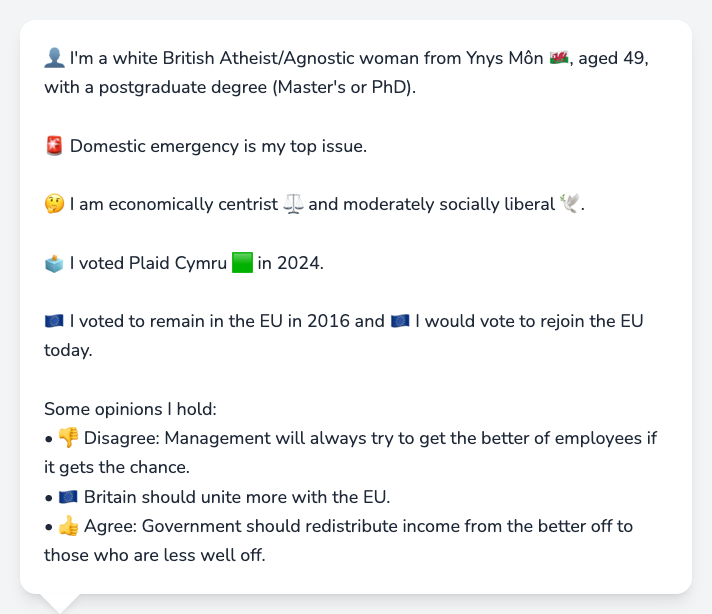 👤 I'm a white British Atheist/Agnostic woman from Ynys Môn 🏴󠁧󠁢󠁷󠁬󠁳󠁿, aged 49,
with a postgraduate degree (Master's or PhD).
🚨 Domestic emergency is my top issue.
🤔 I am economically centrist ⚖️ and moderately socially liberal 🕊️.
🗳️ I voted Plaid Cymru 🟩 in 2024.
🇪🇺 I voted to remain in the EU in 2016 and 🇪🇺 I would vote to rejoin the EU
today.
Some opinions I hold:
• 👎 Disagree: Management will always try to get the better of employees if
it gets the chance.
• 🇪🇺 Britain should unite more with the EU.
• 👍 Agree: Government should redistribute income from the better off to
those who are less well off.